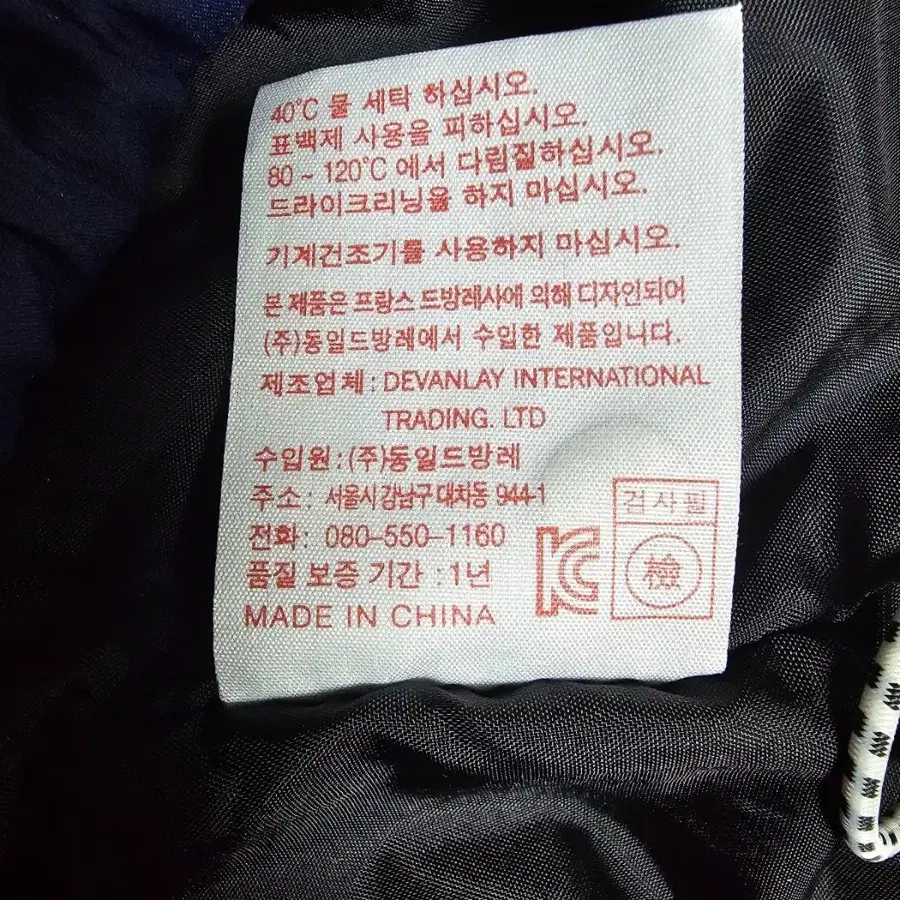 40°C 물 세탁 하십시오.
표백제 사용을 피하십시오.
80 ~ 120°C 에서 다림질하십시오.
드라이크리닝을 하지 마십시오.
기계건조기를 사용하지 마십시오.
본 제품은 프랑스 드방레사에 의해 디자인되어
(주)동일드방레에서 수입한 제품입니다.
제조업체 : DEVANLAY INTERNATIONAL
TRADING. LTD
수입원 : (주)동일드방레
주소 : 서울시 강남구 대치동 944-1
전화: 080-550-1160
품질 보증 기간 : 1년
MADE IN CHINA
KC
검사필
檢